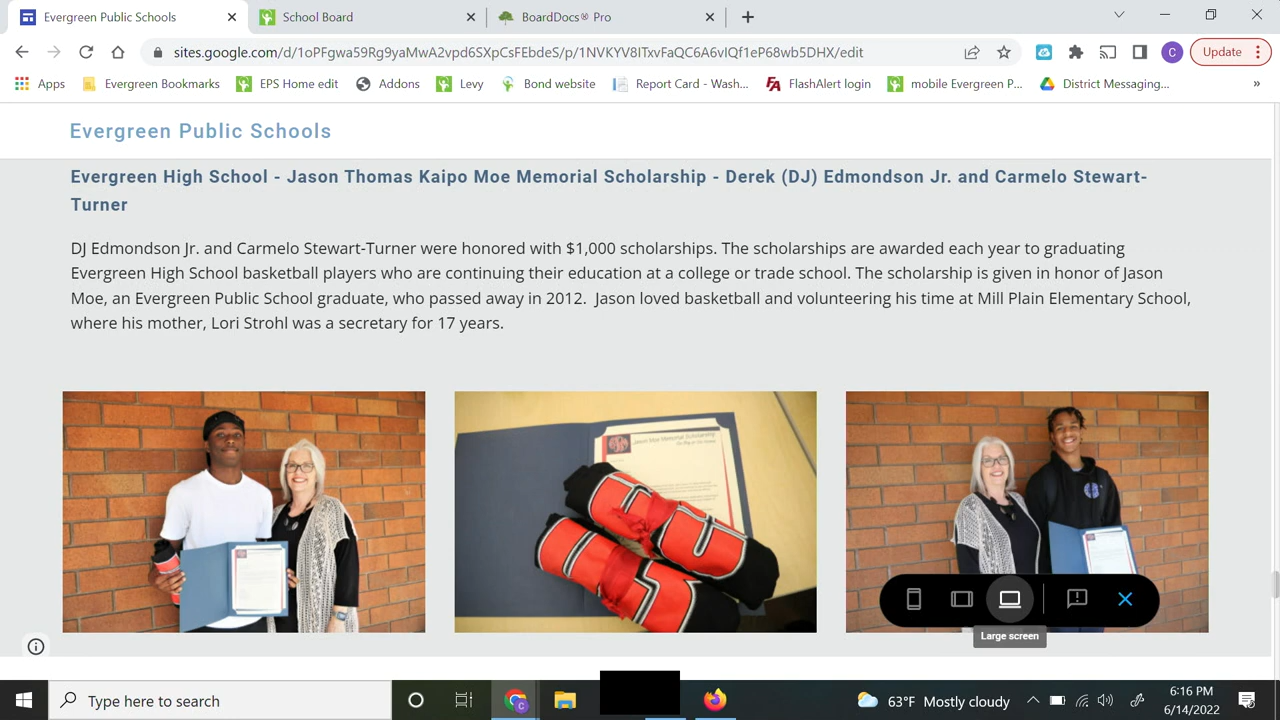 Evergreen Public Schools
School Board
BoardDocs® Pro
sites.google.com/d/1oPFgwa59Rg9yaMwA2vpd6SXpCsFEbdeS/p/1NVKYV8ITxvFaQC6A6vIQf1eP68wb5DHX/edit
C
Update
Apps
Evergreen Bookmarks
EPS Home edit
Addons
Levy
Bond website
Report Card - Wash...
FA
FlashAlert login
mobile Evergreen P...
District Messaging...
»
Evergreen Public Schools
Evergreen High School - Jason Thomas Kaipo Moe Memorial Scholarship - Derek (DJ) Edmondson Jr. and Carmelo Stewart-
Turner
DJ Edmondson Jr. and Carmelo Stewart-Turner were honored with $1,000 scholarships. The scholarships are awarded each year to graduating
Evergreen High School basketball players who are continuing their education at a college or trade school. The scholarship is given in honor of Jason
Moe, an Evergreen Public School graduate, who passed away in 2012.  Jason loved basketball and volunteering his time at Mill Plain Elementary School,
where his mother, Lori Strohl was a secretary for 17 years.
Jason Moe Memorial Scholarship
Large screen
Type here to search
C
63°F Mostly cloudy
6:16 PM
6/14/2022